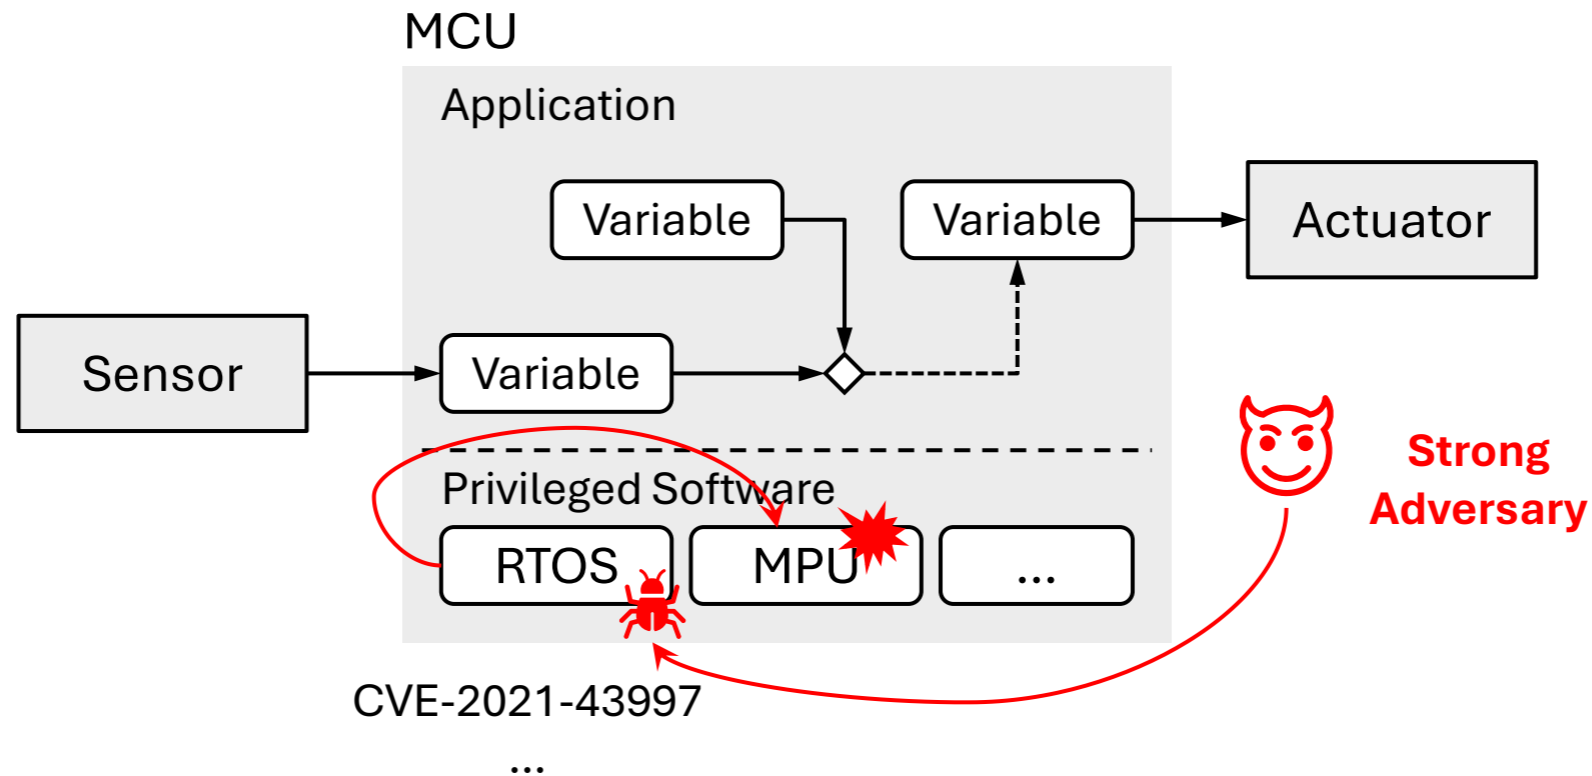 MCU
Application
Variable
Variable
Actuator
Sensor
Variable
Strong
Adversary
Privileged Software
RTOS
MPU
...
CVE-2021-43997
...